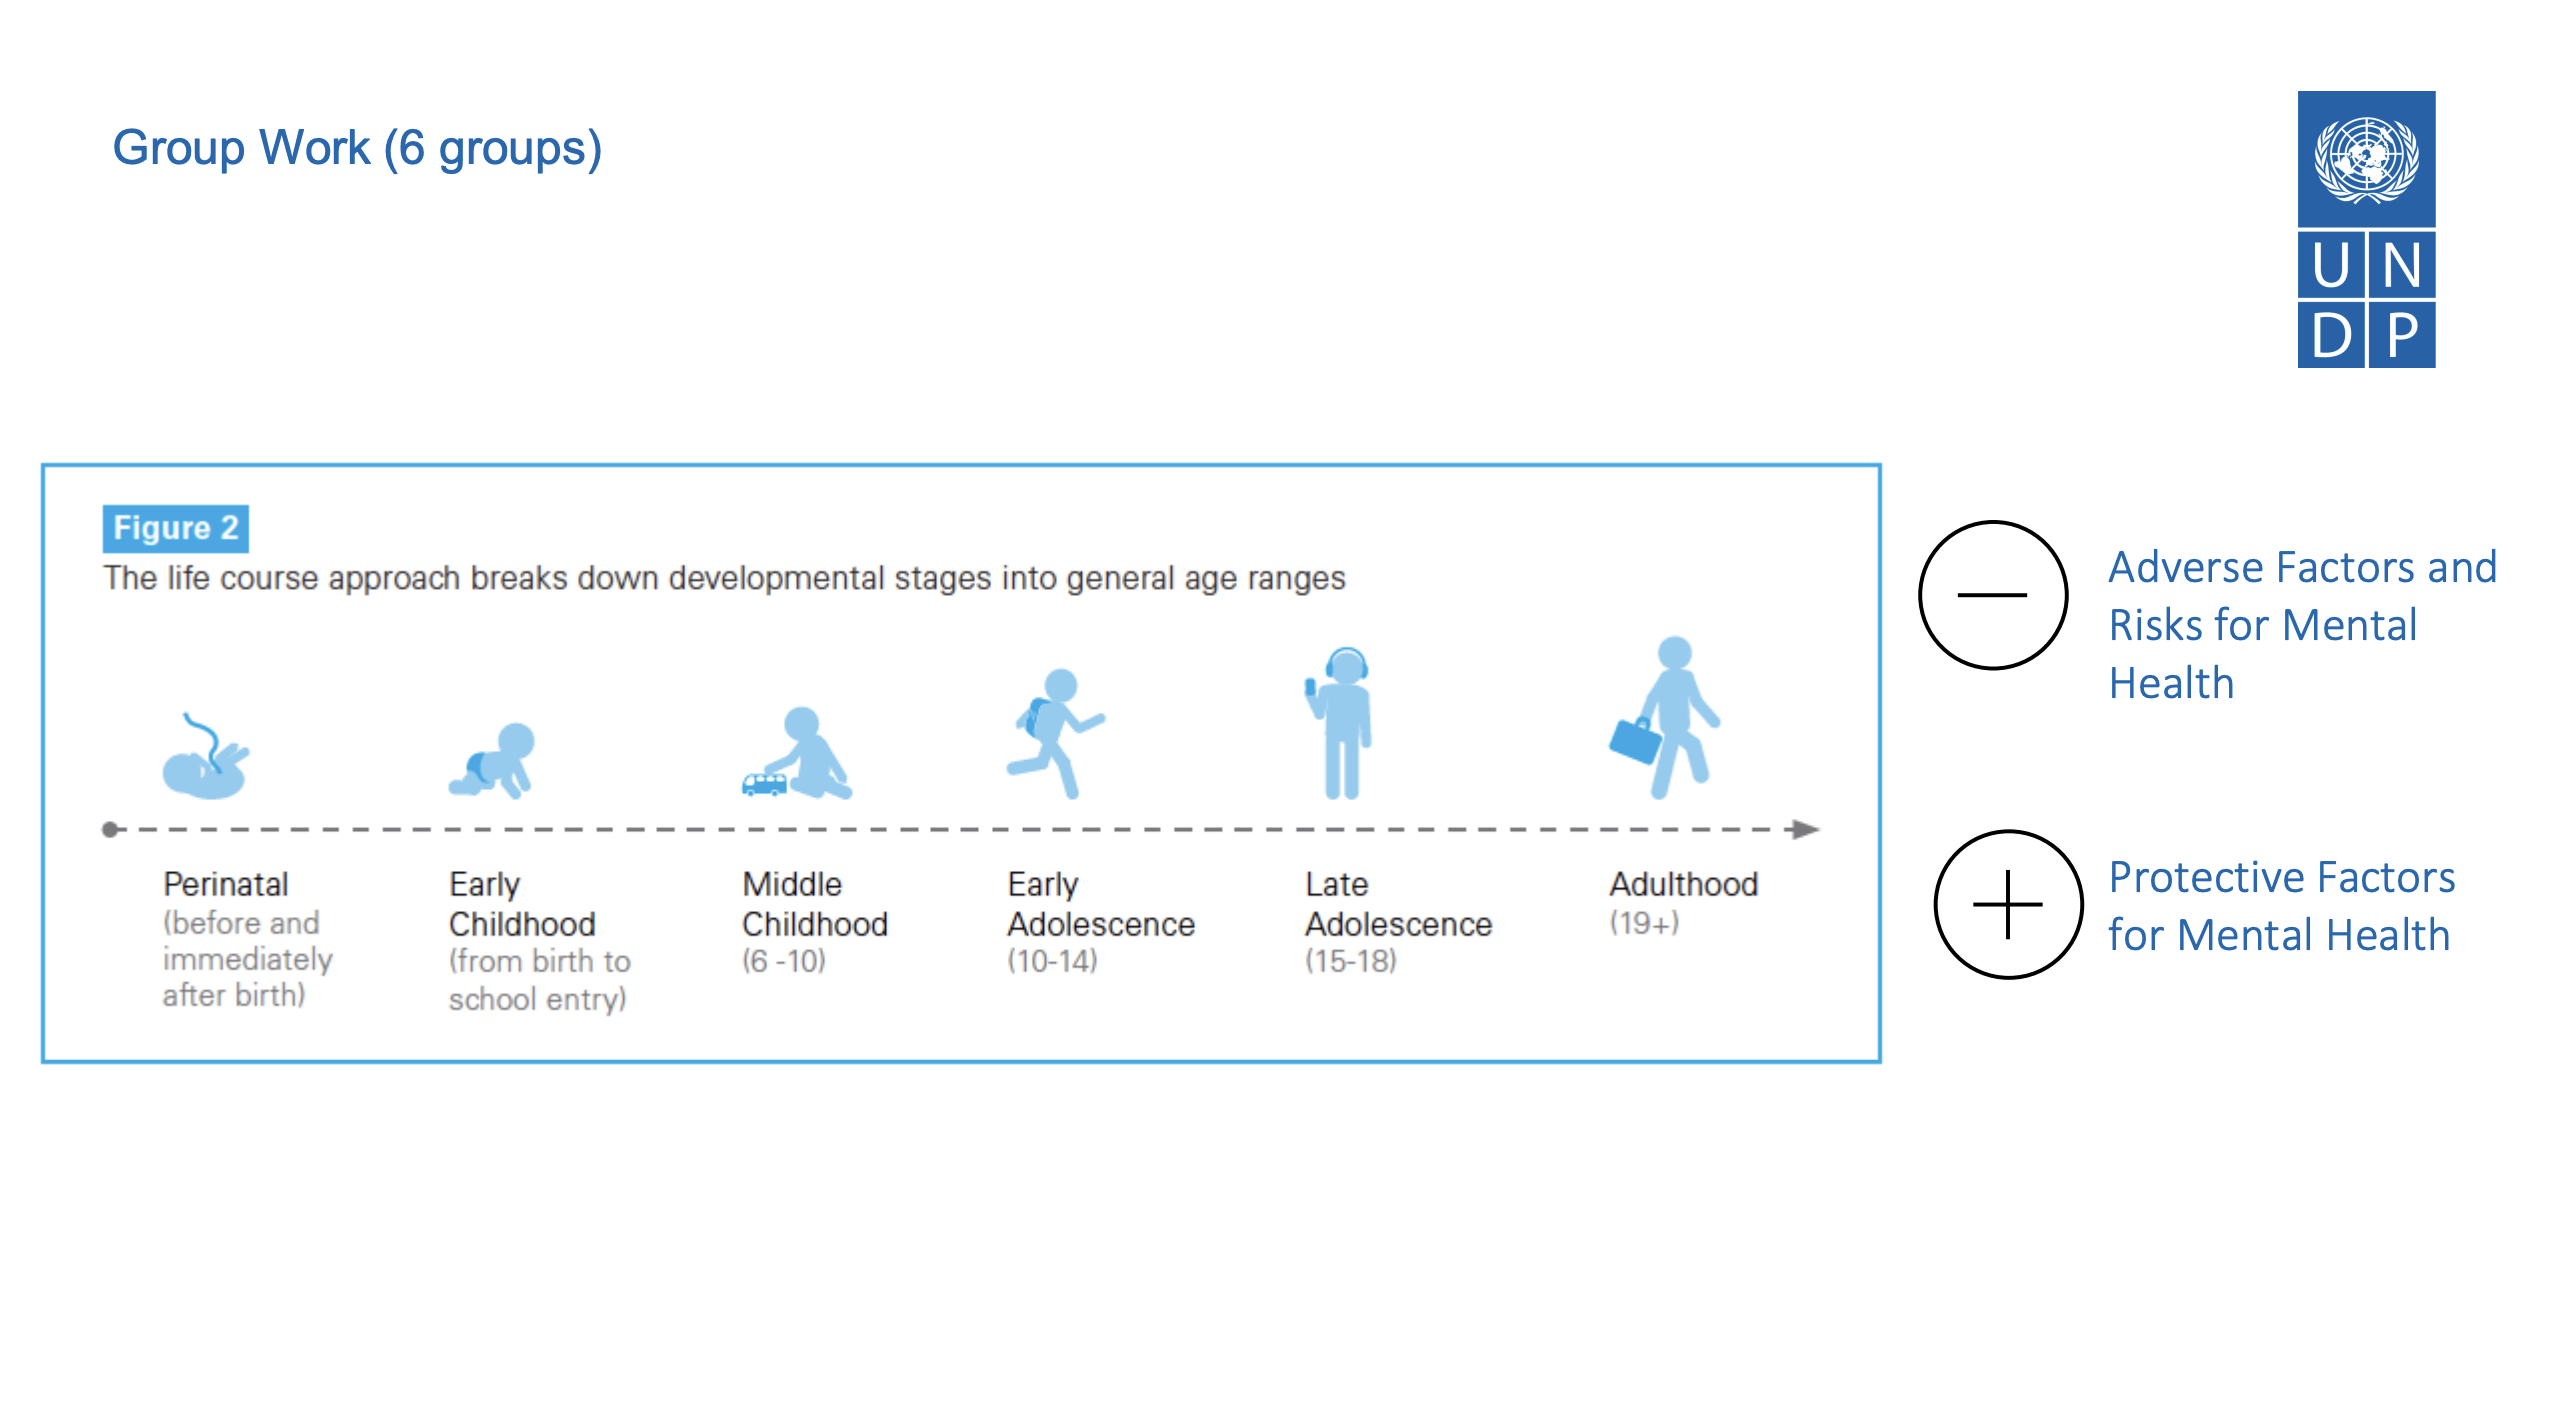 Group Work (6 groups)
U N
D P
Figure 2
The life course approach breaks down developmental stages into general age ranges
Perinatal
(before and
immediately
after birth)
Early
Childhood
(from birth to
school entry)
Middle
Childhood
(6 -10)
Early
Adolescence
(10-14)
Late
Adolescence
(15-18)
Adulthood
(19+)
Adverse Factors and
Risks for Mental
Health
Protective Factors
for Mental Health